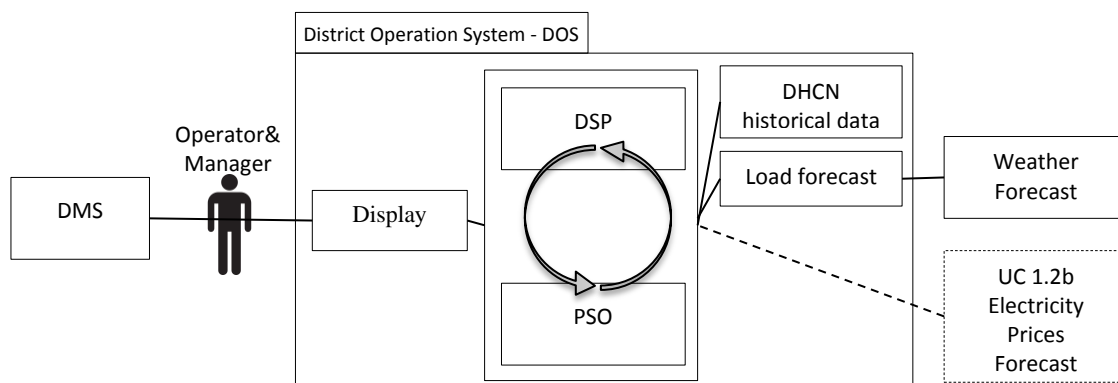 District Operation System - DOS
DHCN
historical data
DSP
Operator&
Manager
Load forecast
Weather
Forecast
DMS
Display
UC 1.2b
Electricity
Prices
Forecast
PSO